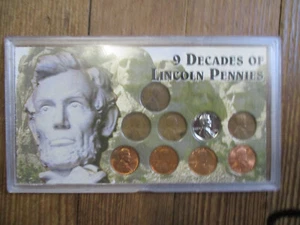 9 DECADES OF
LINCOLN PENNIES